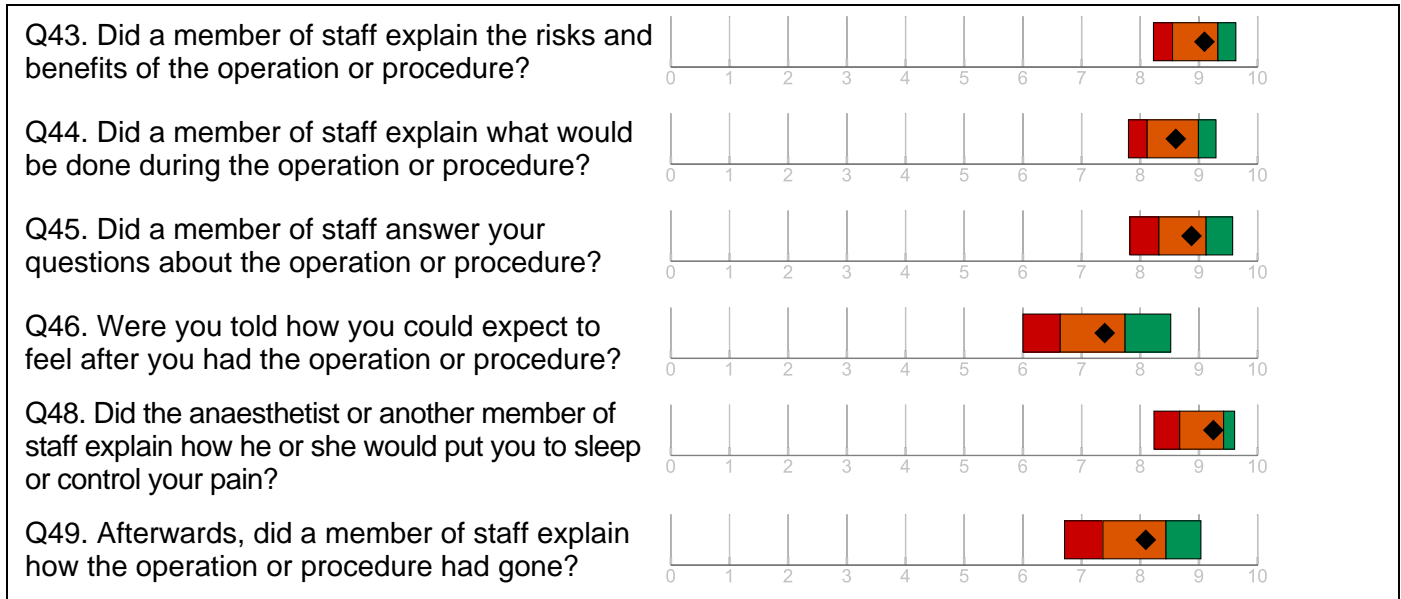 Q43. Did a member of staff explain the risks and
benefits of the operation or procedure?
0 1 2 3 4 5 6 7 8 9 10
Q44. Did a member of staff explain what would
be done during the operation or procedure?
0 1 2 3 4 5 6 7 8 9 10
Q45. Did a member of staff answer your
questions about the operation or procedure?
0 1 2 3 4 5 6 7 8 9 10
Q46. Were you told how you could expect to
feel after you had the operation or procedure?
0 1 2 3 4 5 6 7 8 9 10
Q48. Did the anaesthetist or another member of
staff explain how he or she would put you to sleep
or control your pain?
0 1 2 3 4 5 6 7 8 9 10
Q49. Afterwards, did a member of staff explain
how the operation or procedure had gone?
0 1 2 3 4 5 6 7 8 9 10